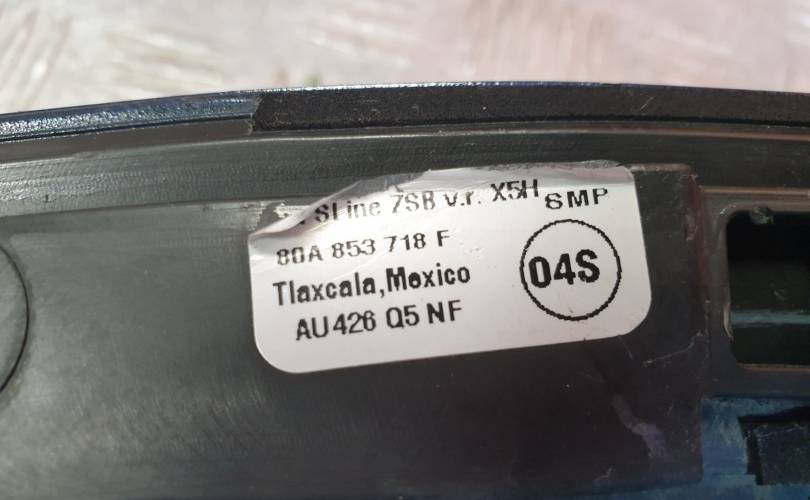 SLine 7SB v.r. X5H SMP
80A 853 718 F
Tlaxcala,Mexico
04S
AU426 Q5 NF